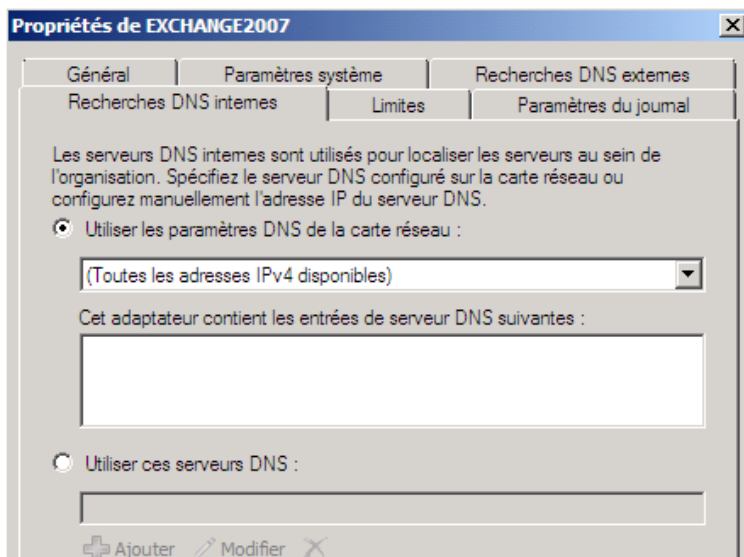 Propriétés de EXCHANGE2007
Général
Paramètres système
Recherches DNS externes
Recherches DNS internes
Limites
Paramètres du journal
Les serveurs DNS internes sont utilisés pour localiser les serveurs au sein de
l'organisation. Spécifiez le serveur DNS configuré sur la carte réseau ou
configurez manuellement l'adresse IP du serveur DNS.
Utiliser les paramètres DNS de la carte réseau :
(Toutes les adresses IPv4 disponibles)
Cet adaptateur contient les entrées de serveur DNS suivantes :
Utiliser ces serveurs DNS :
Ajouter Modifier